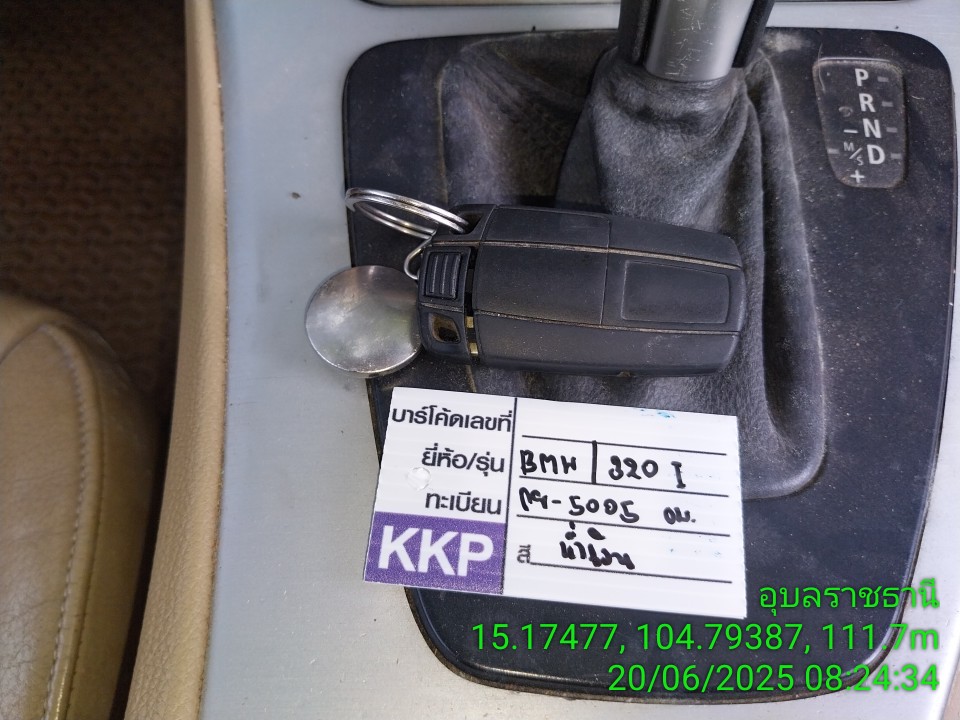 P
R
N
M/S D
+
บาร์โค้ดเลขที่
ยี่ห้อ/รุ่น BMW / 320 I
ทะเบียน 5005 อบ.
KKP สี น้ำเงิน
อุบลราชธานี
15.17477, 104.79387, 111.7m
20/06/2025 08:24:34